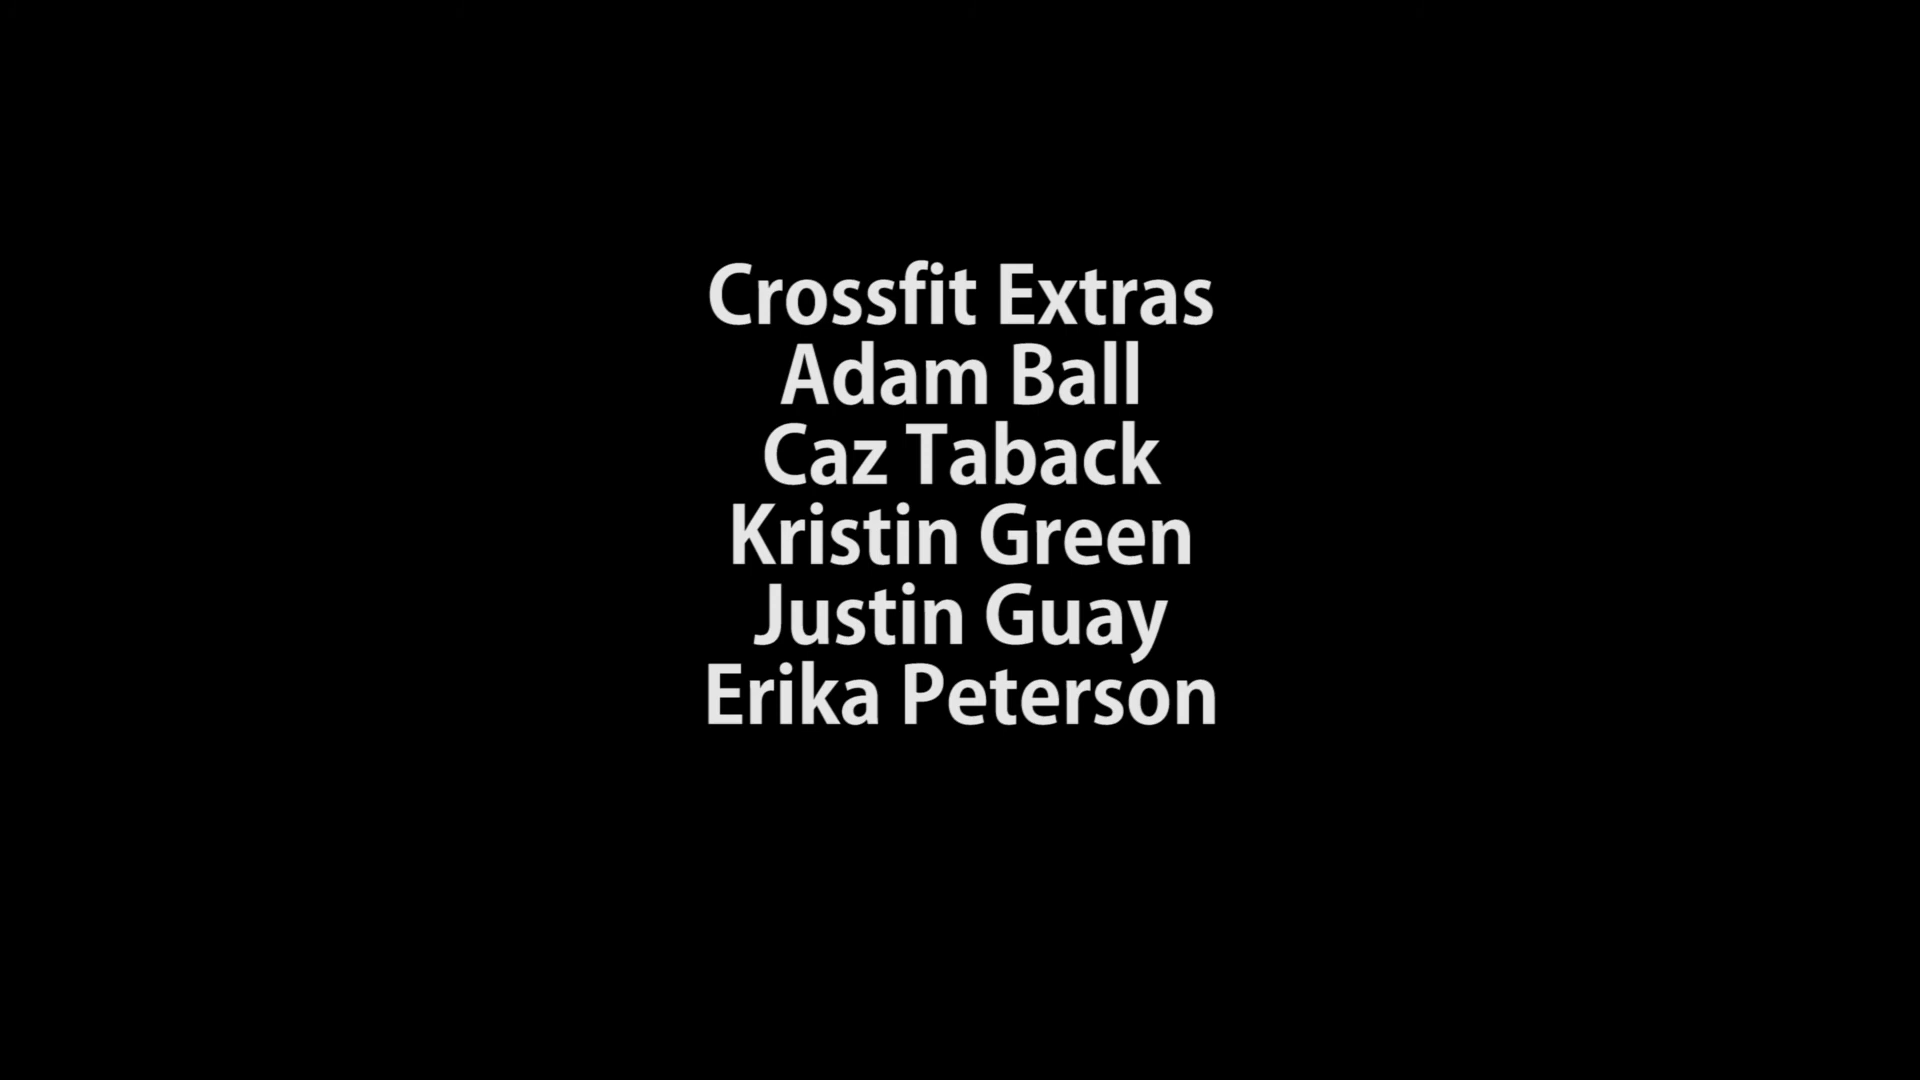 Crossfit Extras
Adam Ball
Caz Taback
Kristin Green
Justin Guay
Erika Peterson